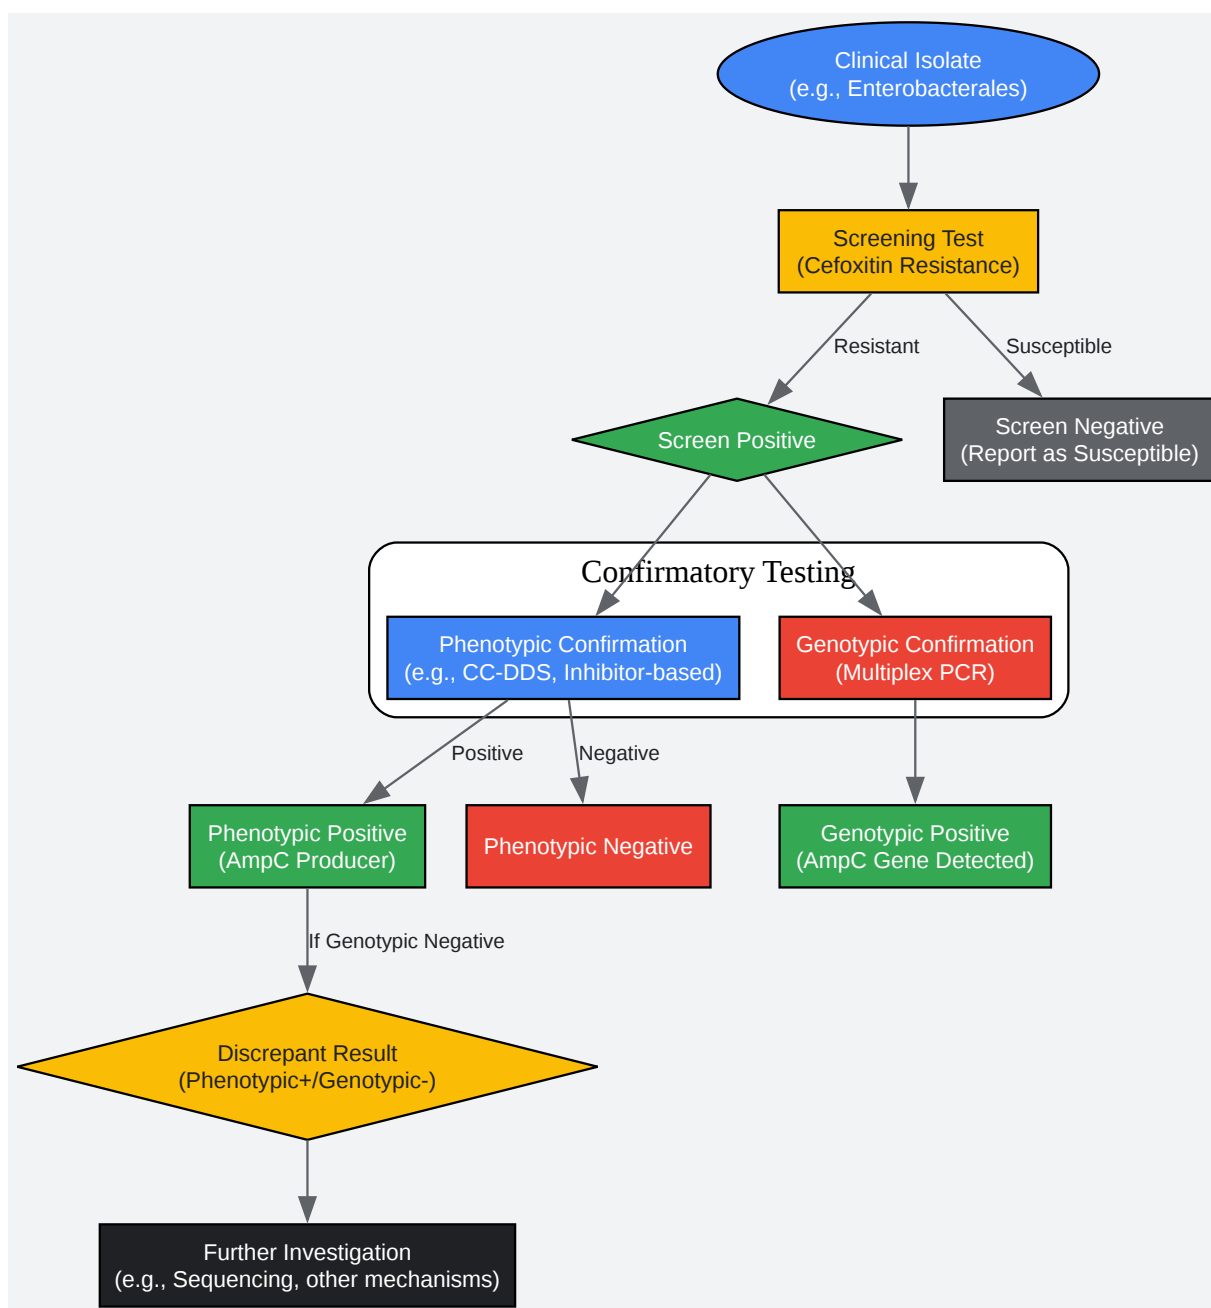 Clinical Isolate
(e.g., Enterobacterales)
Screening Test
(Cefoxitin Resistance)
Resistant
Susceptible
Screen Positive
Screen Negative
(Report as Susceptible)
Confirmatory Testing
Phenotypic Confirmation
(e.g., CC-DDS, Inhibitor-based)
Genotypic Confirmation
(Multiplex PCR)
Positive
Negative
Phenotypic Positive
(AmpC Producer)
Phenotypic Negative
Genotypic Positive
(AmpC Gene Detected)
If Genotypic Negative
Discrepant Result
(Phenotypic+/Genotypic-)
Further Investigation
(e.g., Sequencing, other mechanisms)